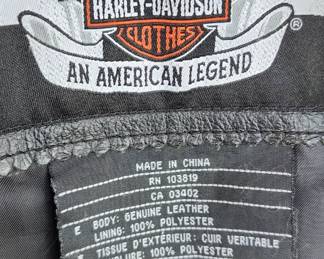 HARLEY-DAVIDSON
CLOTHES
®
AN AMERICAN LEGEND
MADE IN CHINA
RN 103819
CA 03402
E BODY: GENUINE LEATHER
LINING: 100% POLYESTER
TISSUE D'EXTÉRIEUR: CUIR VERITABLE
100% POLYESTER